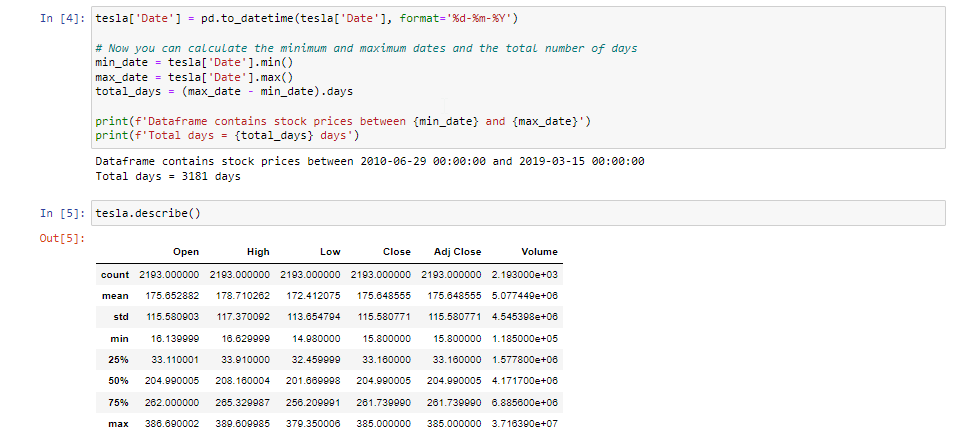 In [4]: tesla['Date'] = pd.to_datetime(tesla['Date'], format='%d-%m-%Y')
# Now you can calculate the minimum and maximum dates and the total number of days
min_date = tesla['Date'].min()
max_date = tesla['Date'].max()
total_days = (max_date - min_date).days
print(f'Dataframe contains stock prices between {min_date} and {max_date}')
print(f'Total days = {total_days} days')
Dataframe contains stock prices between 2010-06-29 00:00:00 and 2019-03-15 00:00:00
Total days = 3181 days
In [5]: tesla.describe()
Out[5]:
Open High Low Close Adj Close Volume
count 2193.000000 2193.000000 2193.000000 2193.000000 2193.000000 2.193000e+03
mean 175.652882 178.710262 172.412075 175.648555 175.648555 5.077449e+06
std 115.580903 117.370092 113.654794 115.580771 115.580771 4.545398e+06
min 16.139999 16.629999 14.980000 15.800000 15.800000 1.185000e+05
25% 33.110001 33.910000 32.459999 33.160000 33.160000 1.577800e+06
50% 204.990005 208.160004 201.669998 204.990005 204.990005 4.171700e+06
75% 262.000000 265.329987 256.209991 261.739990 261.739990 6.885600e+06
max 386.690002 389.609985 379.350006 385.000000 385.000000 3.716390e+07